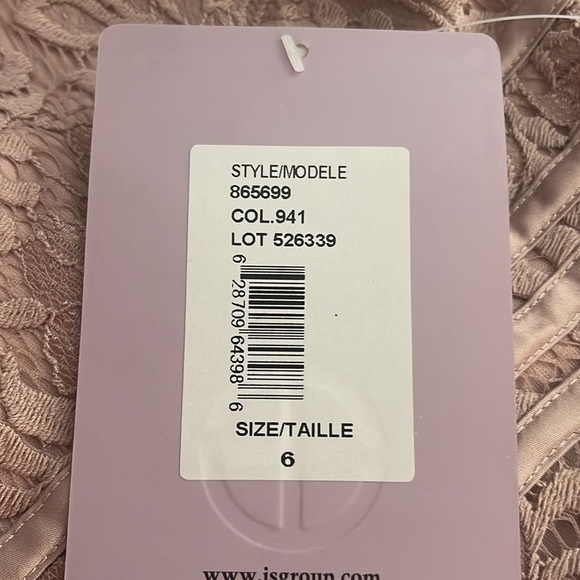 STYLE/MODELE
865699
COL.941
LOT 526339
6 28709 64398 6
SIZE/TAILLE
6
www.jsgroup.com